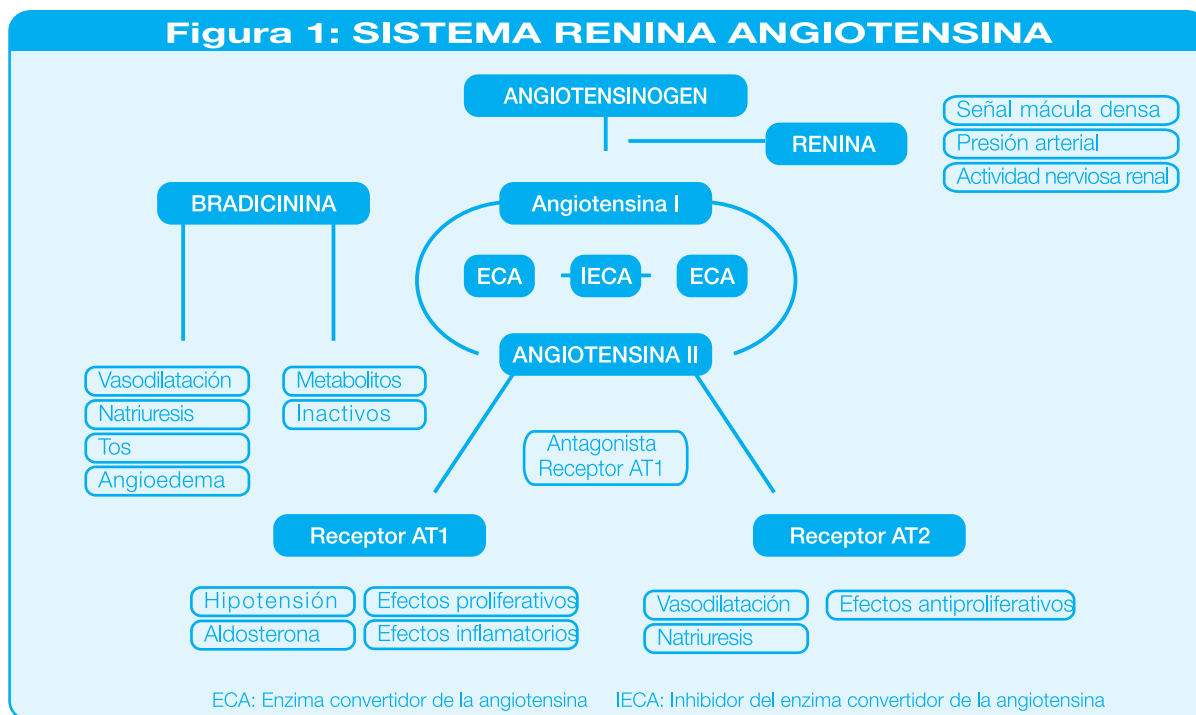 Figura 1: SISTEMA RENINA ANGIOTENSINA
ANGIOTENSINOGEN
RENINA
Señal mácula densa
Presión arterial
Actividad nerviosa renal
BRADICININA
Angiotensina I
ECA
IECA
ECA
ANGIOTENSINA II
Vasodilatación
Natriuresis
Tos
Angioedema
Metabolitos
Inactivos
Antagonista
Receptor AT1
Receptor AT1
Receptor AT2
Hipotensión
Aldosterona
Efectos proliferativos
Efectos inflamatorios
Vasodilatación
Natriuresis
Efectos antiproliferativos
ECA: Enzima convertidor de la angiotensina
IECA: Inhibidor del enzima convertidor de la angiotensina